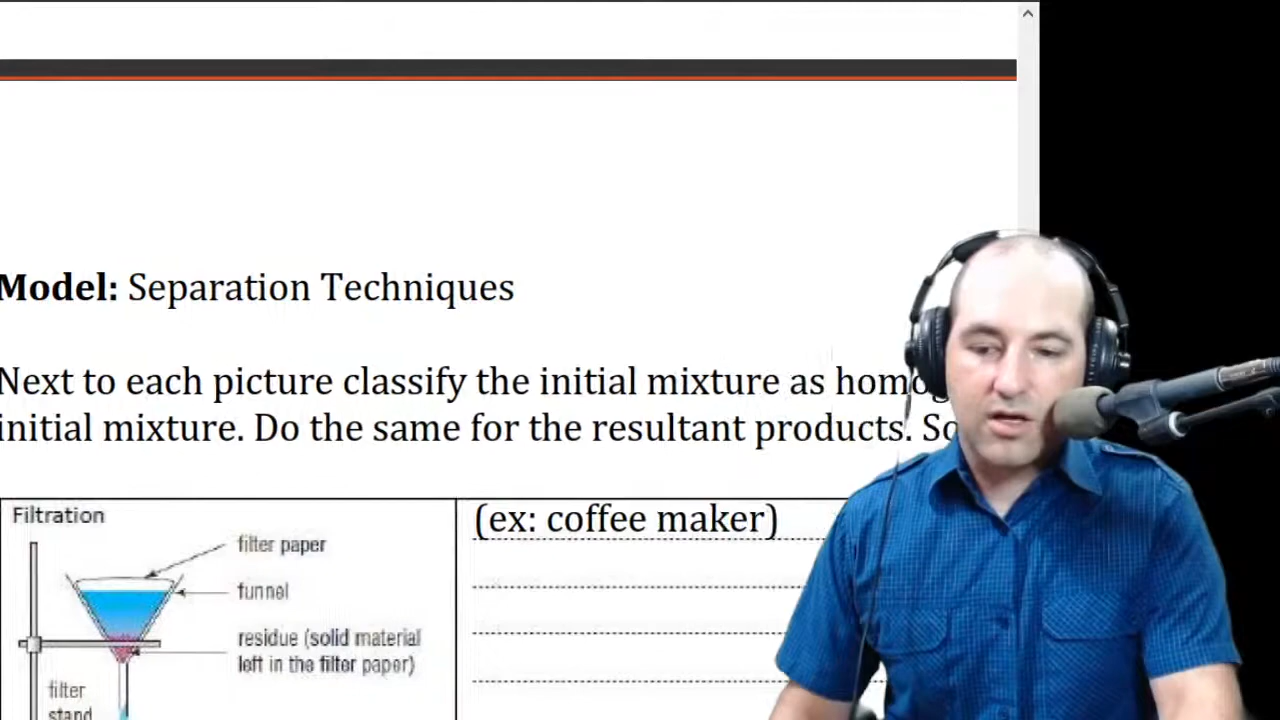 Model: Separation Techniques
Next to each picture classify the initial mixture as
initial mixture. Do the same for the resultant products.
Filtration
(ex: coffee maker)
filter paper
funnel
residue (solid material
left in the filter paper)
filter
stand